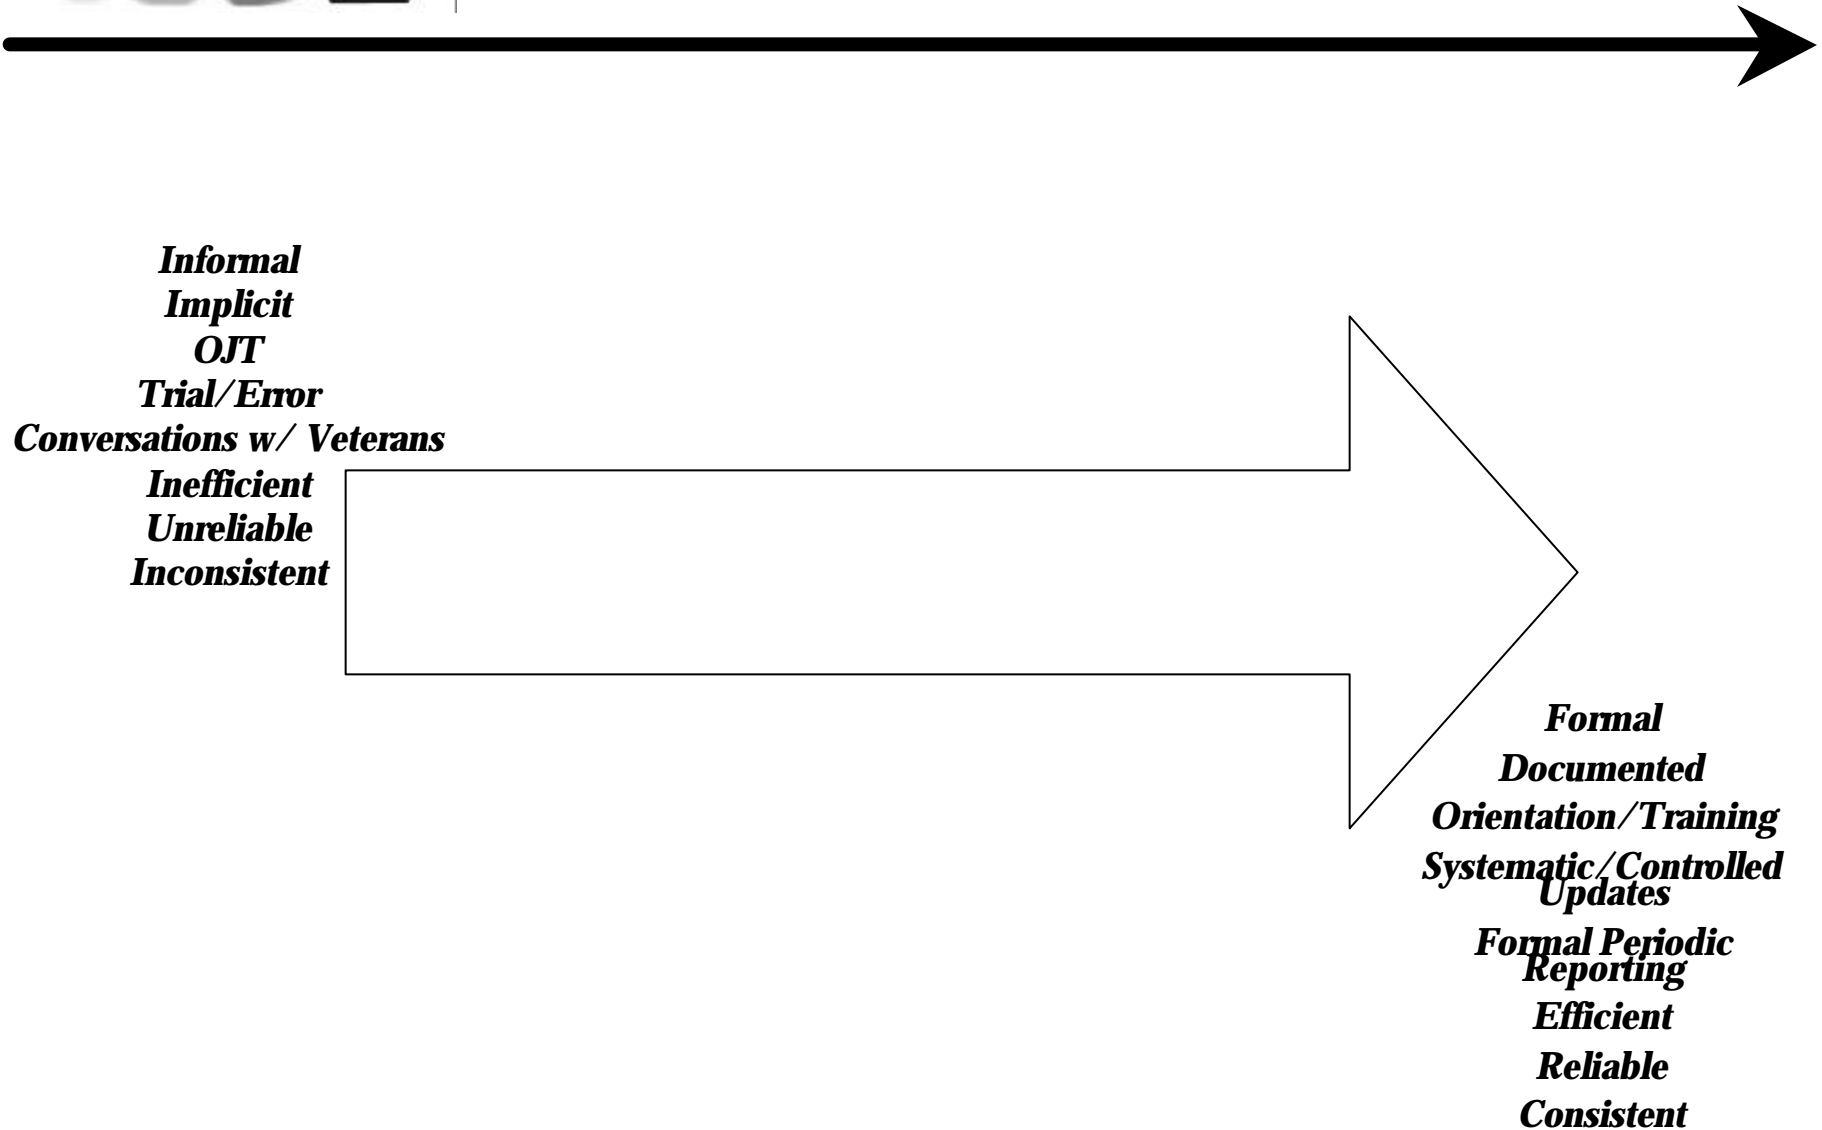 Informal
Implicit
OJT
Trial/Error
Conversations w/ Veterans
Inefficient
Unreliable
Inconsistent
Formal
Documented
Orientation/Training
Systematic/Controlled
Updates
Formal Periodic
Reporting
Efficient
Reliable
Consistent